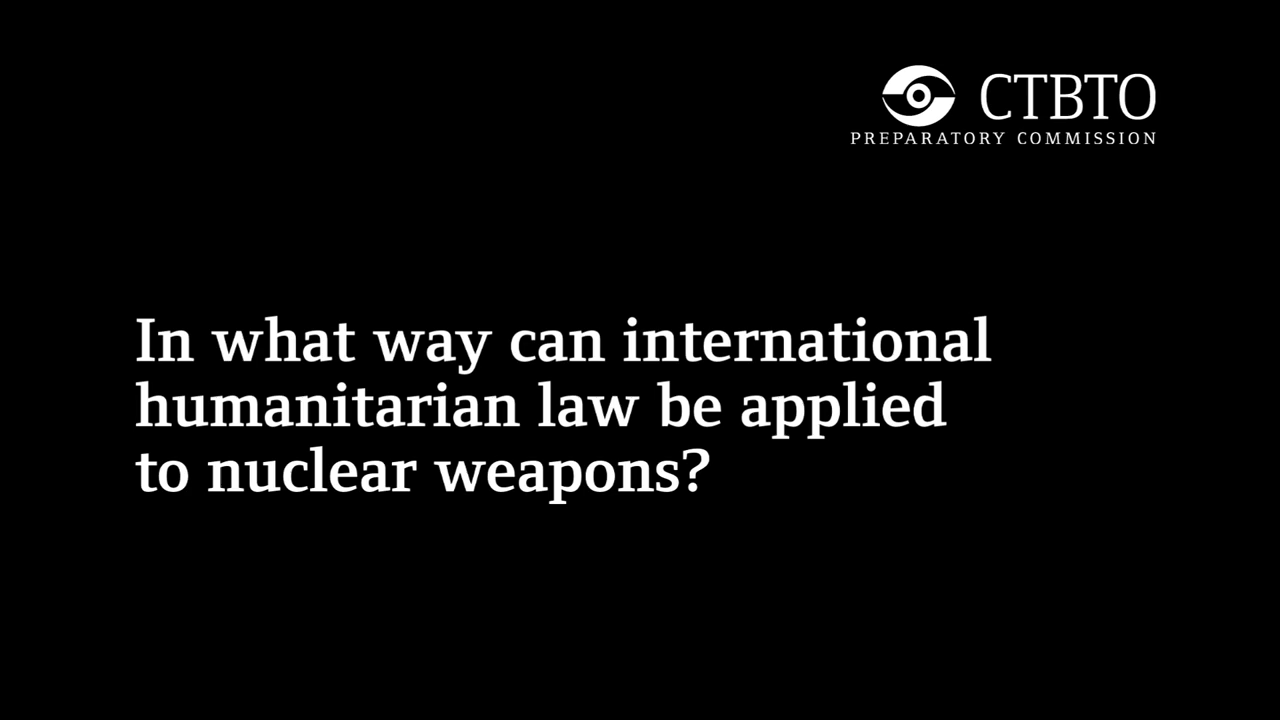 CTBTO
PREPARATORY COMMISSION
In what way can international
humanitarian law be applied
to nuclear weapons?